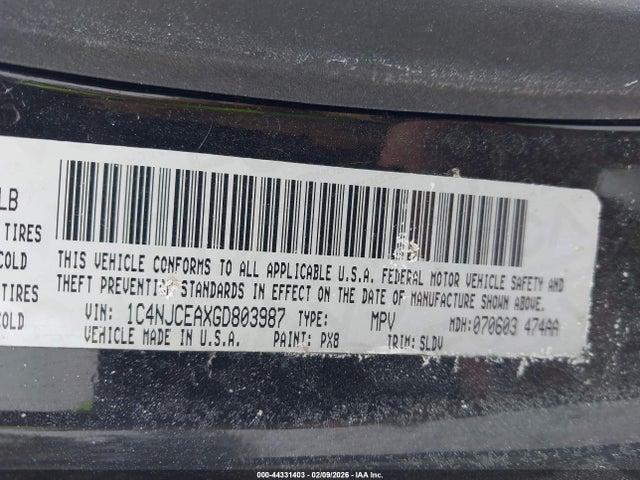 LB
TIRES
COLD
TIRES
COLD
THIS VEHICLE CONFORMS TO ALL APPLICABLE U.S.A. FEDERAL MOTOR VEHICLE SAFETY AND
THEFT PREVENTION STANDARDS IN EFFECT ON THE DATE OF MANUFACTURE SHOWN ABOVE.
VIN: 1C4NJCEAXGD803987 TYPE: MPV MDH:070603 474AA
VEHICLE MADE IN U.S.A. PAINT: PX8 TRIM: SLDV
00-44331403 - 02/09/2026 - © IAA Inc.